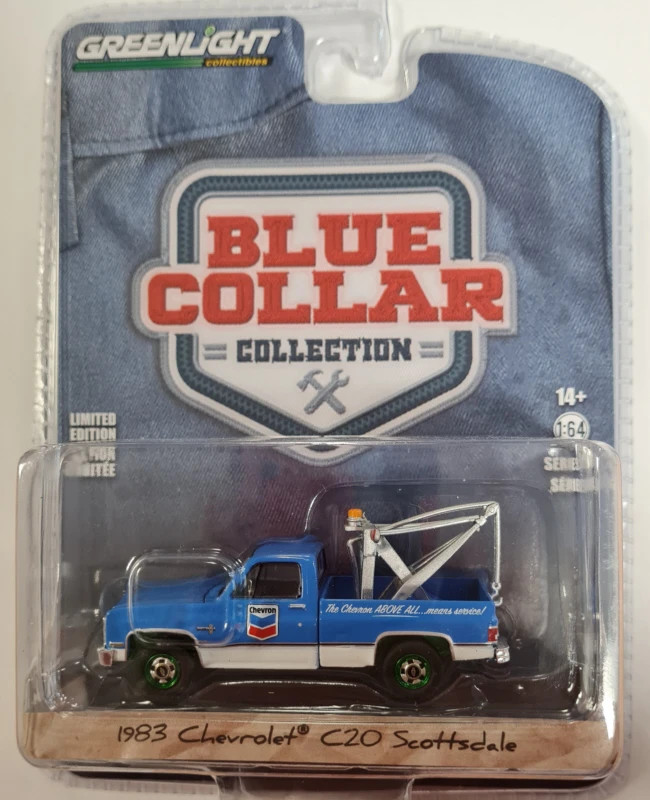 GREENLIGHT
collectibles
BLUE
COLLAR
COLLECTION
14+
1:64
LIMITED
EDITION
Chevron
The Chevron ABOVE ALL...means service!
1983 Chevrolet® C20 Scottsdale